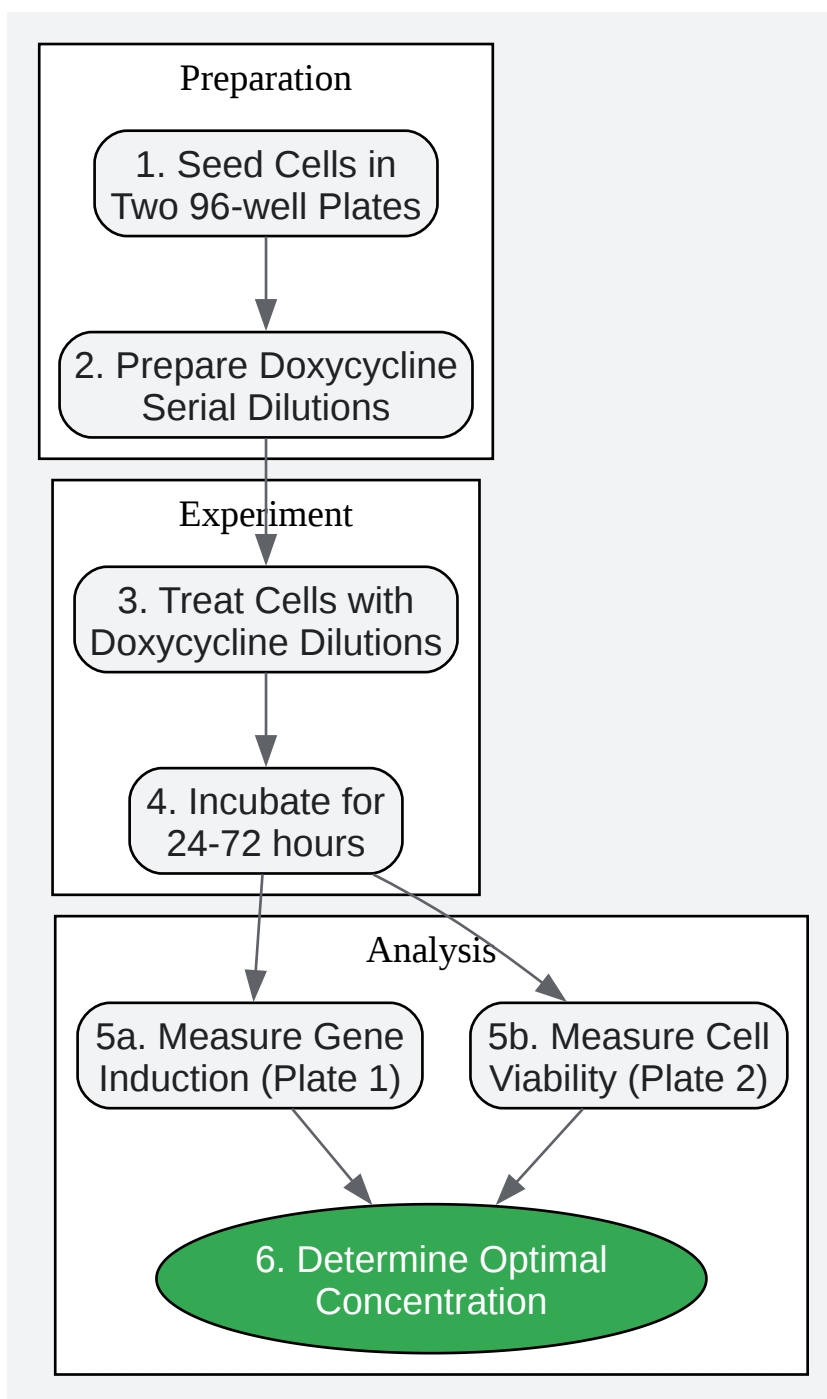 Preparation
1. Seed Cells in
Two 96-well Plates
2. Prepare Doxycycline
Serial Dilutions
Experiment
3. Treat Cells with
Doxycycline Dilutions
4. Incubate for
24-72 hours
Analysis
5a. Measure Gene
Induction (Plate 1)
5b. Measure Cell
Viability (Plate 2)
6. Determine Optimal
Concentration